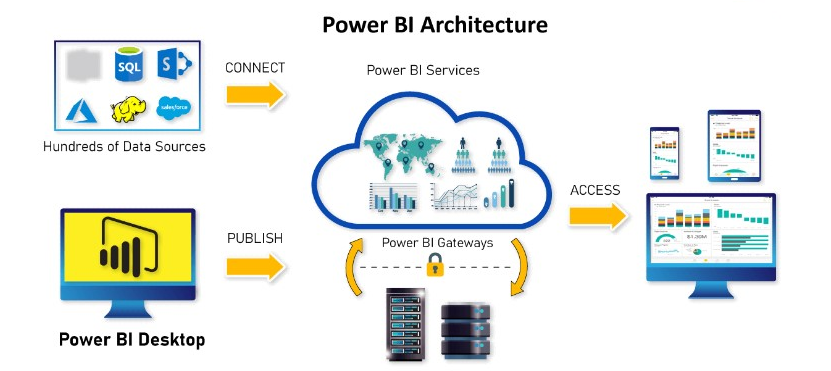 Power BI Architecture
CONNECT
Power BI Services
SQL
S
salesforce
Hundreds of Data Sources
ACCESS
PUBLISH
Power BI Gateways
Power BI Desktop